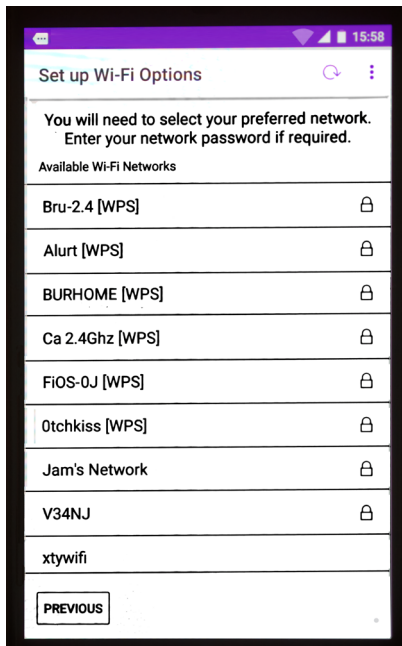 15:58
Set up Wi-Fi Options
You will need to select your preferred network.
Enter your network password if required.
Available Wi-Fi Networks
Bru-2.4 [WPS]
Alurt [WPS]
BURHOME [WPS]
Ca 2.4Ghz [WPS]
FiOS-0J [WPS]
0tchkiss [WPS]
Jam's Network
V34NJ
xtywifi
PREVIOUS